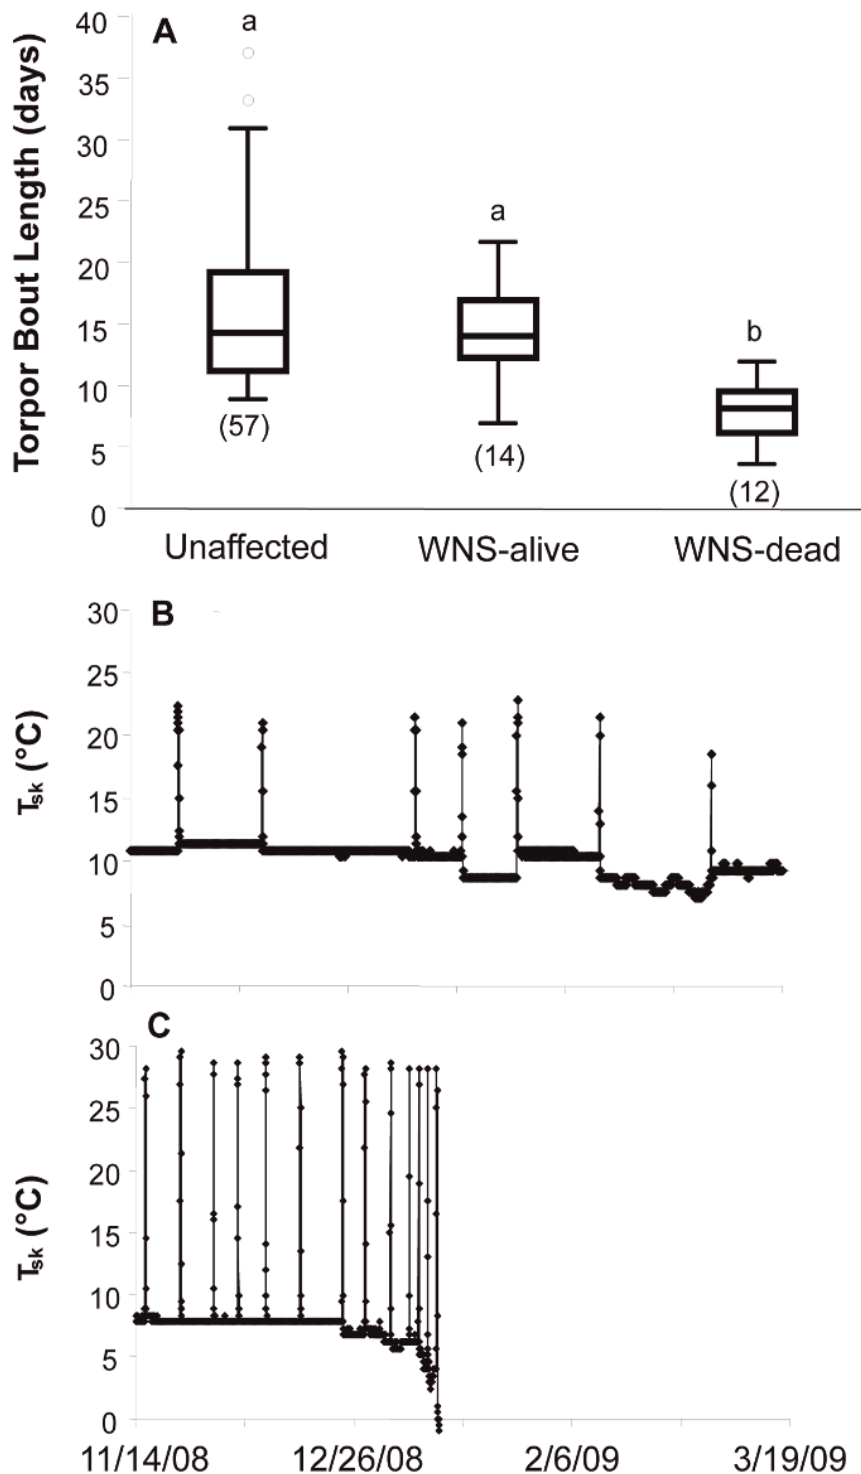 A
Torpor Bout Length (days)
40
35
30
25
20
15
10
5
0
a
a
b
(57)
(14)
(12)
Unaffected WNS-alive WNS-dead
B
Tsk (°C)
30
25
20
15
10
5
0
C
Tsk (°C)
30
25
20
15
10
5
0
11/14/08 12/26/08 2/6/09 3/19/09